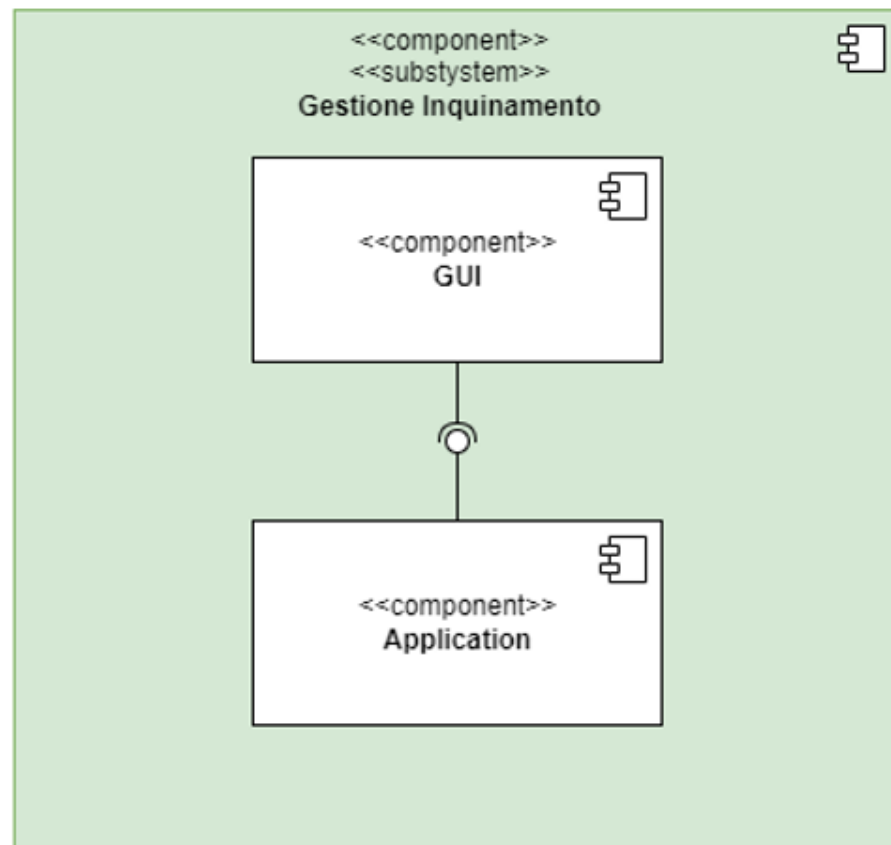 <<component>>
<<substystem>>
Gestione Inquinamento
<<component>>
GUI
<<component>>
Application